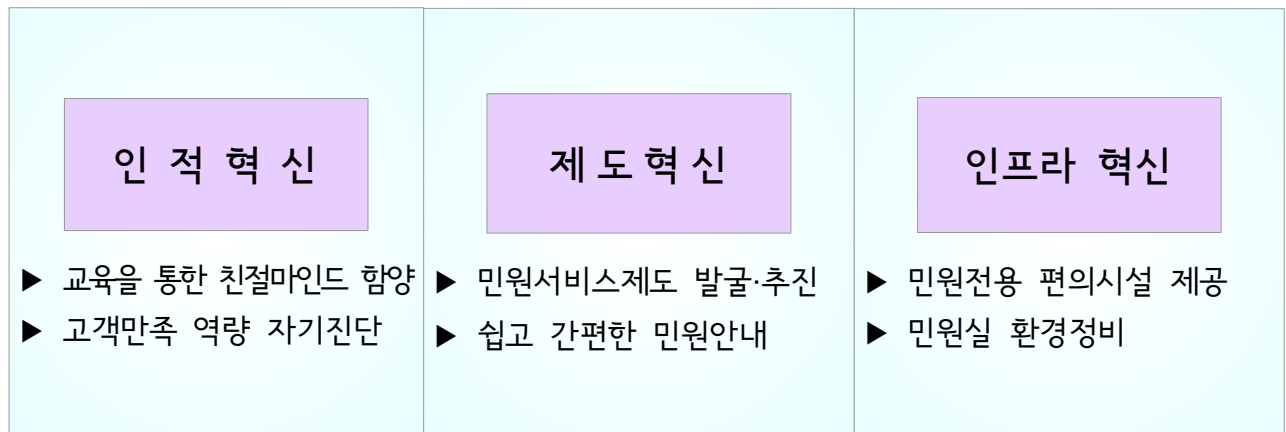 인 적 혁 신
▶ 교육을 통한 친절마인드 함양
▶ 고객만족 역량 자기진단
제 도 혁 신
▶ 민원서비스제도 발굴·추진
▶ 쉽고 간편한 민원안내
인프라 혁신
▶ 민원전용 편의시설 제공
▶ 민원실 환경정비